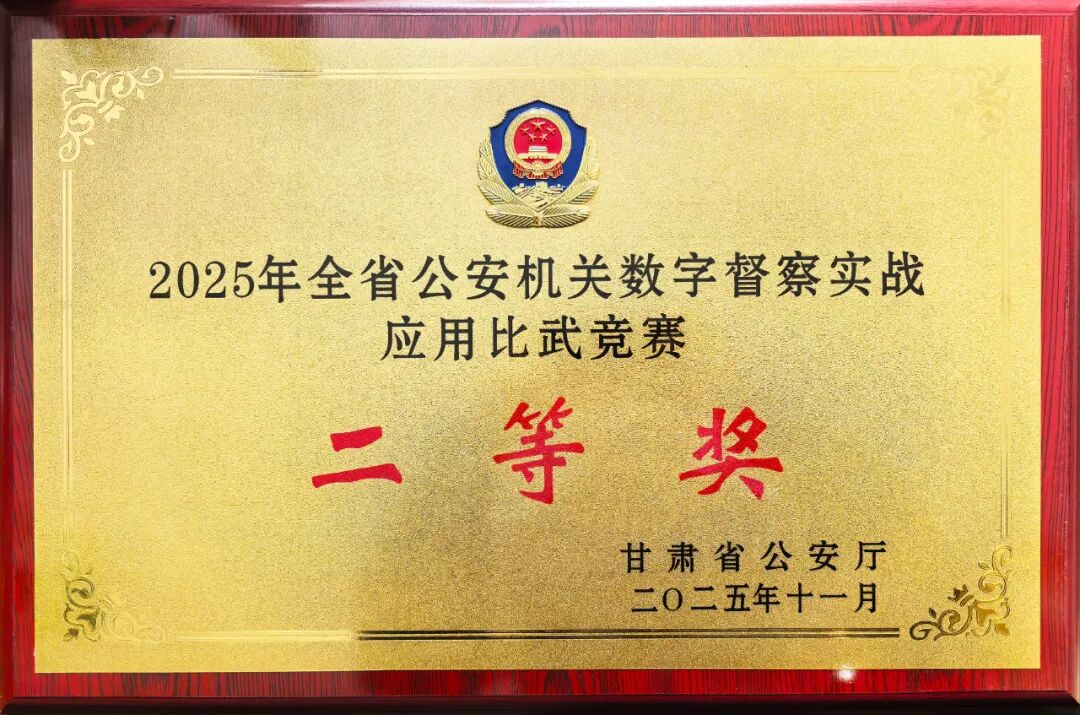 2025年全省公安机关数字督察实战
应用比武竞赛
二等奖
甘肃省公安厅
二〇二五年十一月